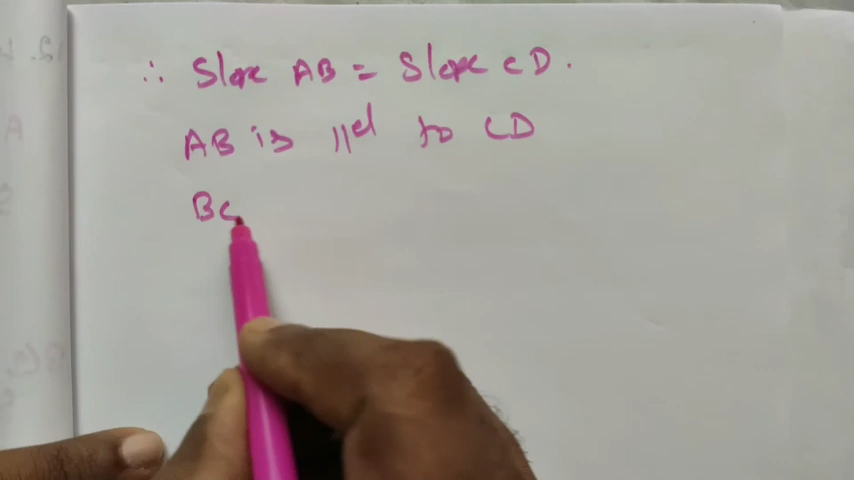 ∴ Slope AB = Slope CD.
AB is ||el to CD
BC